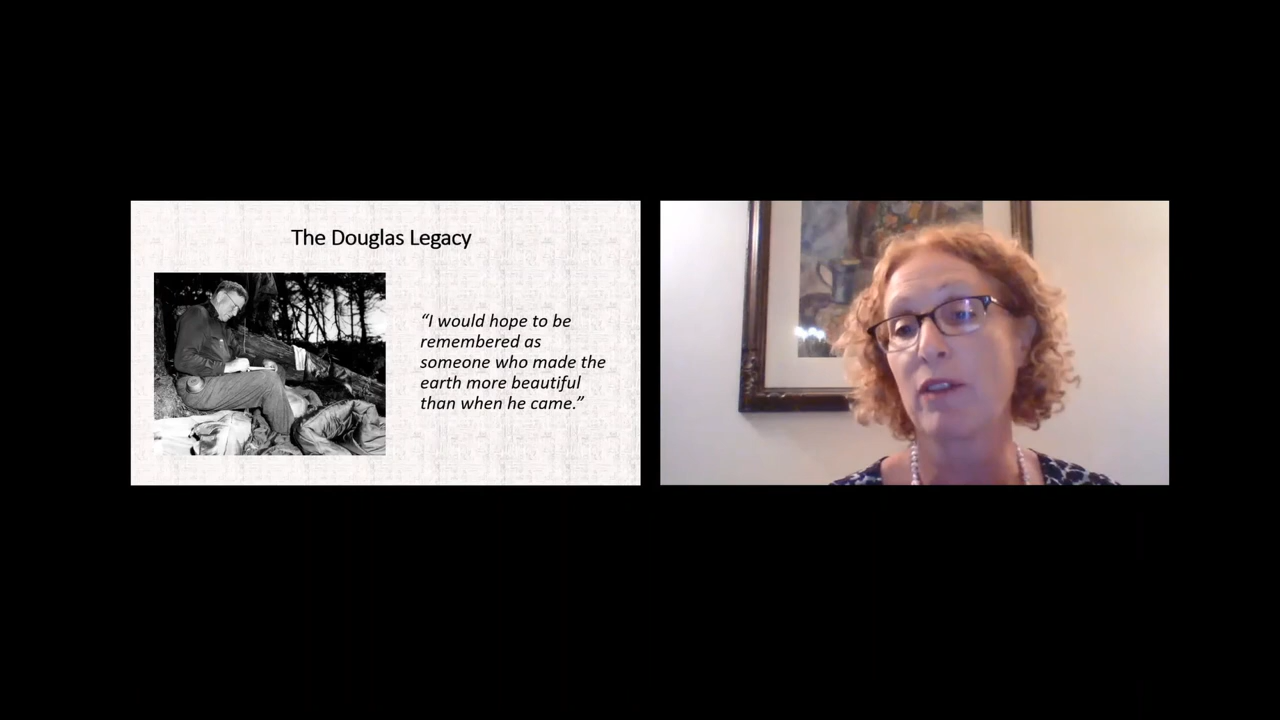 The Douglas Legacy
“I would hope to be
remembered as
someone who made the
earth more beautiful
than when he came.”